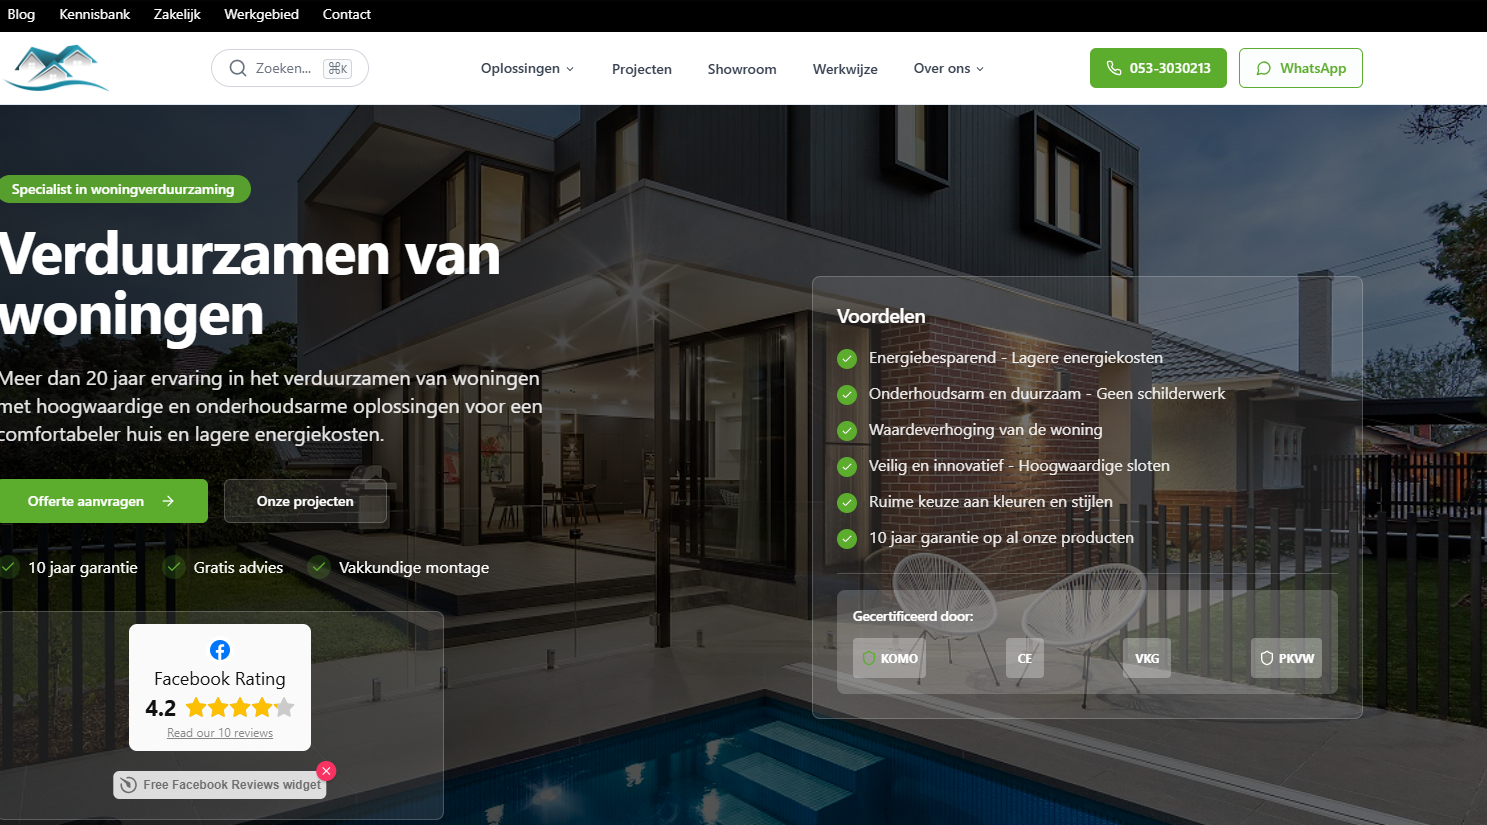 Blog Kennisbank Zakelijk Werkgebied Contact
Zoeken... ⌘K Oplossingen Projecten Showroom Werkwijze Over ons 053-3030213 WhatsApp
Specialist in woningverduurzaming
Verduurzamen van
woningen
Meer dan 20 jaar ervaring in het verduurzamen van woningen
met hoogwaardige en onderhoudsarme oplossingen voor een
comfortabeler huis en lagere energiekosten.
Offerte aanvragen → Onze projecten
10 jaar garantie Gratis advies Vakkundige montage
Facebook Rating
4.2
Read our 10 reviews
Free Facebook Reviews widget
Voordelen
Energiebesparend - Lagere energiekosten
Onderhoudsarm en duurzaam - Geen schilderwerk
Waardeverhoging van de woning
Veilig en innovatief - Hoogwaardige sloten
Ruime keuze aan kleuren en stijlen
10 jaar garantie op al onze producten
Gecertificeerd door:
KOMO CE VKG PKVW